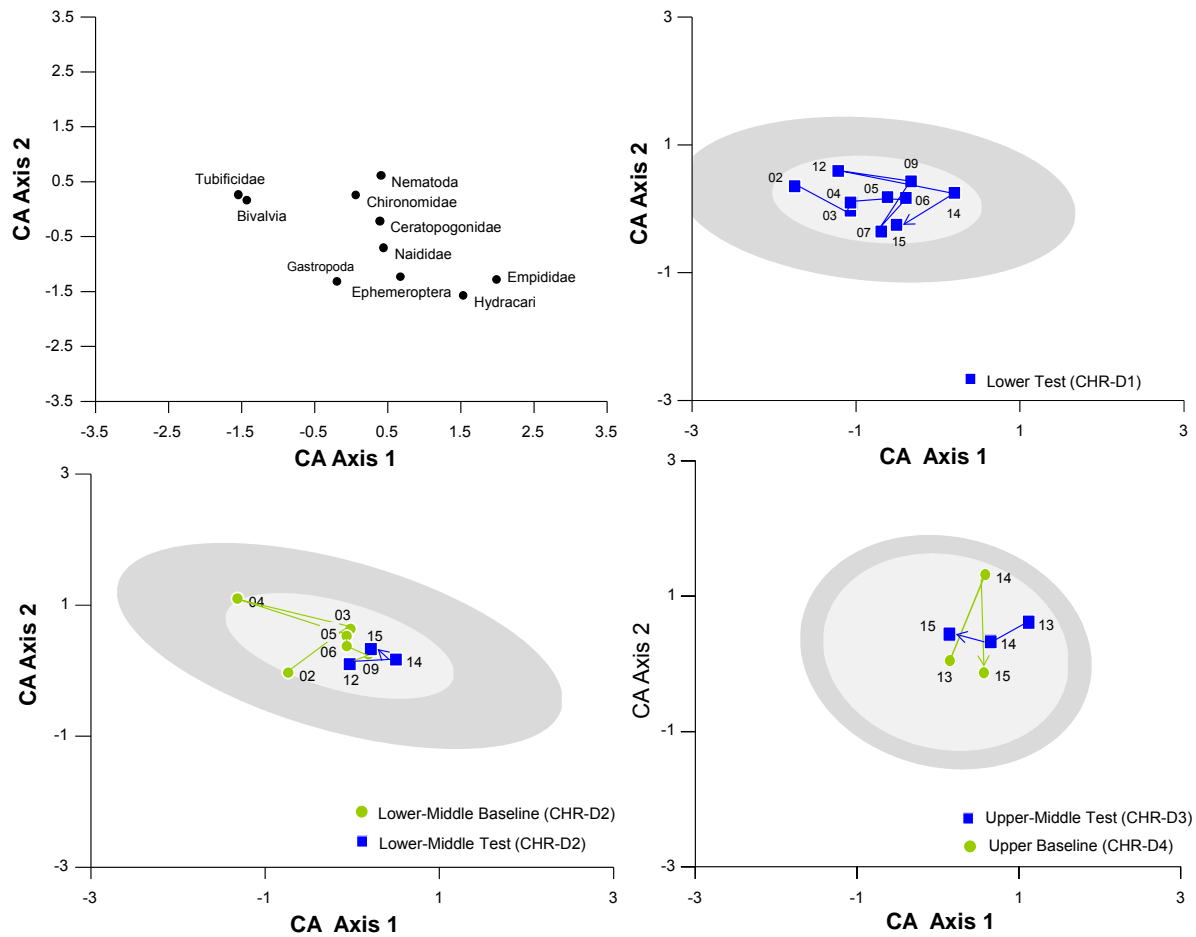 3.5
2.5
1.5
0.5
-0.5
-1.5
-2.5
-3.5
CA Axis 2
Tubificidae
Bivalvia
Nematoda
Chironomidae
Ceratopogonidae
Naididae
Gastropoda
Ephemeroptera
Empididae
Hydracari
-3.5 -2.5 -1.5 -0.5 0.5 1.5 2.5 3.5
CA Axis 1
3
1
-1
-3
CA Axis 2
02
12
09
04
05
06
03
07
15
14
Lower Test (CHR-D1)
-3 -1 1 3
CA Axis 1
3
1
-1
-3
CA Axis 2
04
03
05
15
06
14
02
12
09
Lower-Middle Baseline (CHR-D2)
Lower-Middle Test (CHR-D2)
-3 -1 1 3
CA Axis 1
3
1
-1
-3
CA Axis 2
14
15
13
14
13
15
Upper-Middle Test (CHR-D3)
Upper Baseline (CHR-D4)
-3 -1 1 3
CA Axis 1